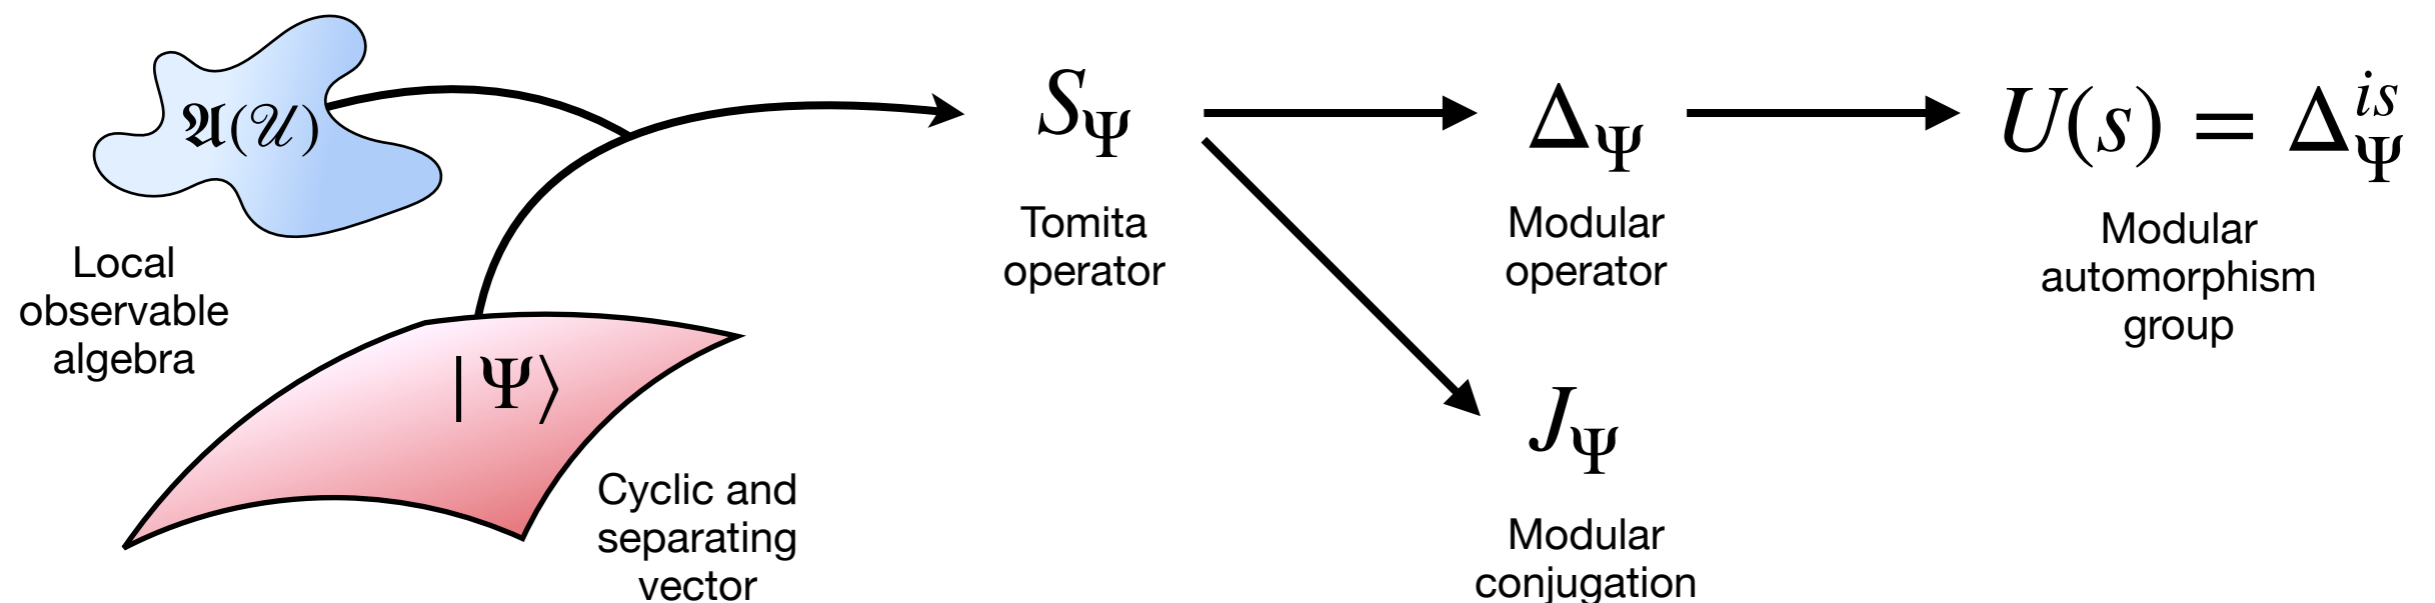 𝔄(𝒰)
Local
observable
algebra
|Ψ⟩
Cyclic and
separating
vector
S_Ψ
Tomita
operator
Δ_Ψ
Modular
operator
J_Ψ
Modular
conjugation
U(s) = Δ_Ψ^{is}
Modular
automorphism
group